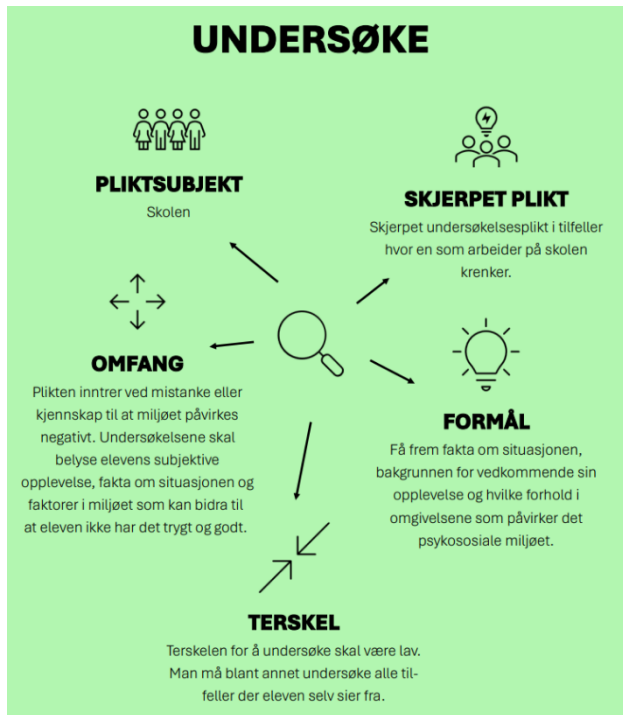 UNDERSØKE
PLIKTSUBJEKT
Skolen
SKJERPET PLIKT
Skjerpet undersøkelsesplikt i tilfeller
hvor en som arbeider på skolen
krenker.
OMFANG
Plikten inntrer ved mistanke eller
kjennskap til at miljøet påvirkes
negativt. Undersøkelsene skal
belyse elevens subjektive
opplevelse, fakta om situasjonen og
faktorer i miljøet som kan bidra til
at eleven ikke har det trygt og godt.
FORMÅL
Få frem fakta om situasjonen,
bakgrunnen for vedkommende sin
opplevelse og hvilke forhold i
omgivelsene som påvirker det
psykososiale miljøet.
TERSKEL
Terskelen for å undersøke skal være lav.
Man må blant annet undersøke alle til-
feller der eleven selv sier fra.